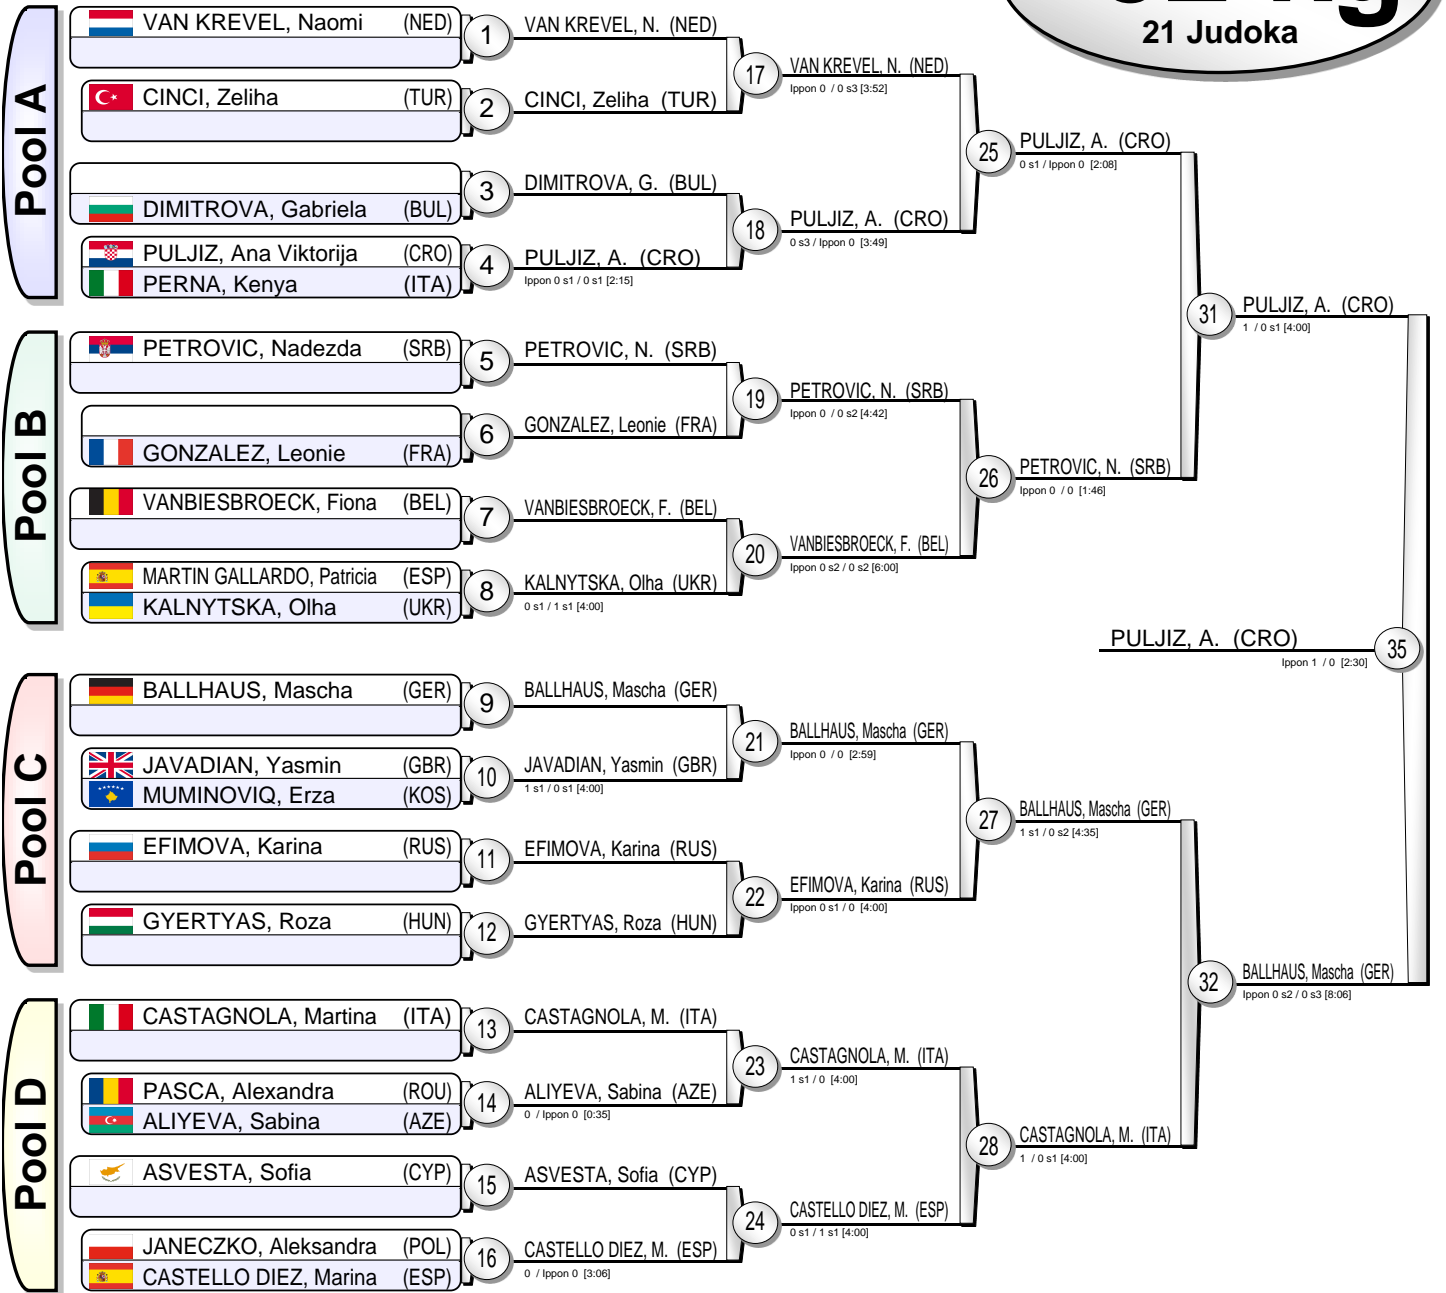 21 Judoka
Pool A
VAN KREVEL, Naomi (NED)
CINCI, Zeliha (TUR)
DIMITROVA, Gabriela (BUL)
PULJIZ, Ana Viktorija (CRO)
PERNA, Kenya (ITA)
Pool B
PETROVIC, Nadezda (SRB)
GONZALEZ, Leonie (FRA)
VANBIESBROECK, Fiona (BEL)
MARTIN GALLARDO, Patricia (ESP)
KALNYTSKA, Olha (UKR)
Pool C
BALLHAUS, Mascha (GER)
JAVADIAN, Yasmin (GBR)
MUMINOVIQ, Erza (KOS)
EFIMOVA, Karina (RUS)
GYERTYAS, Roza (HUN)
Pool D
CASTAGNOLA, Martina (ITA)
PASCA, Alexandra (ROU)
ALIYEVA, Sabina (AZE)
ASVESTA, Sofia (CYP)
JANECZKO, Aleksandra (POL)
CASTELLO DIEZ, Marina (ESP)
1 VAN KREVEL, N. (NED)
2 CINCI, Zeliha (TUR)
3 DIMITROVA, G. (BUL)
4 PULJIZ, A. (CRO)
Ippon 0 s1 / 0 s1 [2:15]
5 PETROVIC, N. (SRB)
6 GONZALEZ, Leonie (FRA)
7 VANBIESBROECK, F. (BEL)
8 KALNYTSKA, Olha (UKR)
0 s1 / 1 s1 [4:00]
9 BALLHAUS, Mascha (GER)
10 JAVADIAN, Yasmin (GBR)
1 s1 / 0 s1 [4:00]
11 EFIMOVA, Karina (RUS)
12 GYERTYAS, Roza (HUN)
13 CASTAGNOLA, M. (ITA)
14 ALIYEVA, Sabina (AZE)
0 / Ippon 0 [0:35]
15 ASVESTA, Sofia (CYP)
16 CASTELLO DIEZ, M. (ESP)
0 / Ippon 0 [3:06]
17 VAN KREVEL, N. (NED)
Ippon 0 / 0 s3 [3:52]
18 PULJIZ, A. (CRO)
0 s3 / Ippon 0 [3:49]
19 PETROVIC, N. (SRB)
Ippon 0 / 0 s2 [4:42]
20 VANBIESBROECK, F. (BEL)
Ippon 0 s2 / 0 s2 [6:00]
21 BALLHAUS, Mascha (GER)
Ippon 0 / 0 [2:59]
22 EFIMOVA, Karina (RUS)
Ippon 0 s1 / 0 [4:00]
23 CASTAGNOLA, M. (ITA)
1 s1 / 0 [4:00]
24 CASTELLO DIEZ, M. (ESP)
0 s1 / 1 s1 [4:00]
25 PULJIZ, A. (CRO)
0 s1 / Ippon 0 [2:08]
26 PETROVIC, N. (SRB)
Ippon 0 / 0 [1:46]
27 BALLHAUS, Mascha (GER)
1 s1 / 0 s2 [4:35]
28 CASTAGNOLA, M. (ITA)
1 / 0 s1 [4:00]
31 PULJIZ, A. (CRO)
1 / 0 s1 [4:00]
32 BALLHAUS, Mascha (GER)
Ippon 0 s2 / 0 s3 [8:06]
PULJIZ, A. (CRO) 35
Ippon 1 / 0 [2:30]